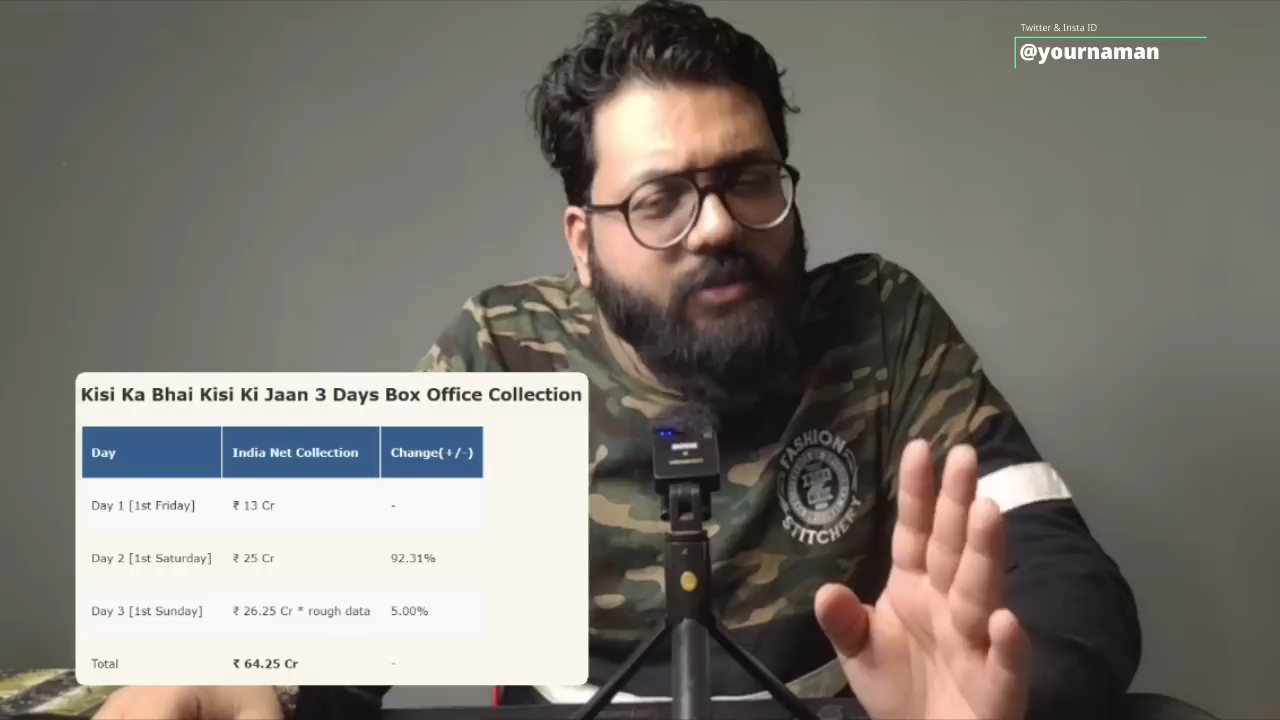 Twitter & Insta ID
@yournaman
Kisi Ka Bhai Kisi Ki Jaan 3 Days Box Office Collection
Day India Net Collection Change(+/-)
Day 1 [1st Friday] ₹ 13 Cr -
Day 2 [1st Saturday] ₹ 25 Cr 92.31%
Day 3 [1st Sunday] ₹ 26.25 Cr * rough data 5.00%
Total ₹ 64.25 Cr -
FASHION
STITCHERY